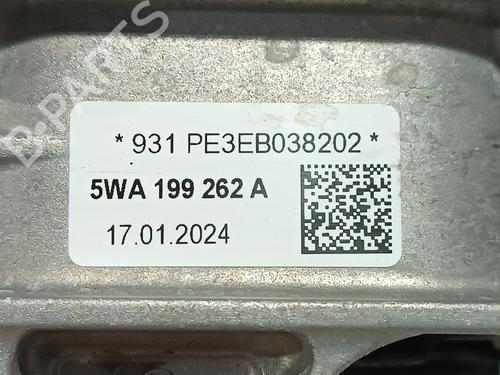 B-PARTS
* 931 PE3EB038202 *
5WA 199 262 A
17.01.2024